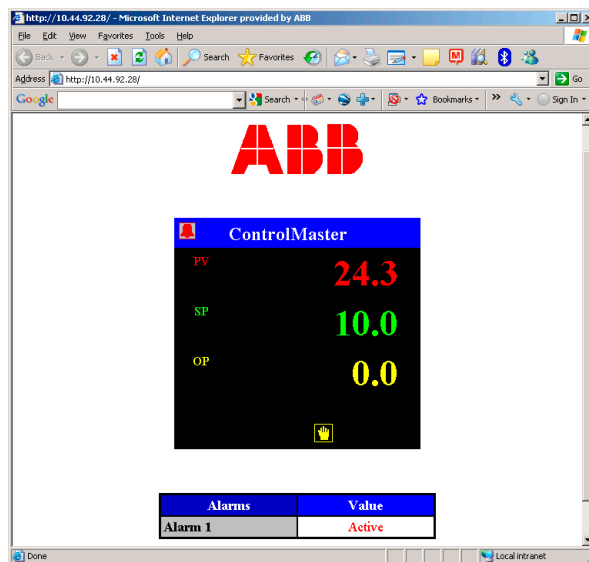 http://10.44.92.28/ - Microsoft Internet Explorer provided by ABB
File Edit View Favorites Tools Help
Back Search Favorites
Address http://10.44.92.28/ Go
Google Search Bookmarks Sign In
ABB
ControlMaster
PV 24.3
SP 10.0
OP 0.0
Alarms Value
Alarm 1 Active
Done Local intranet